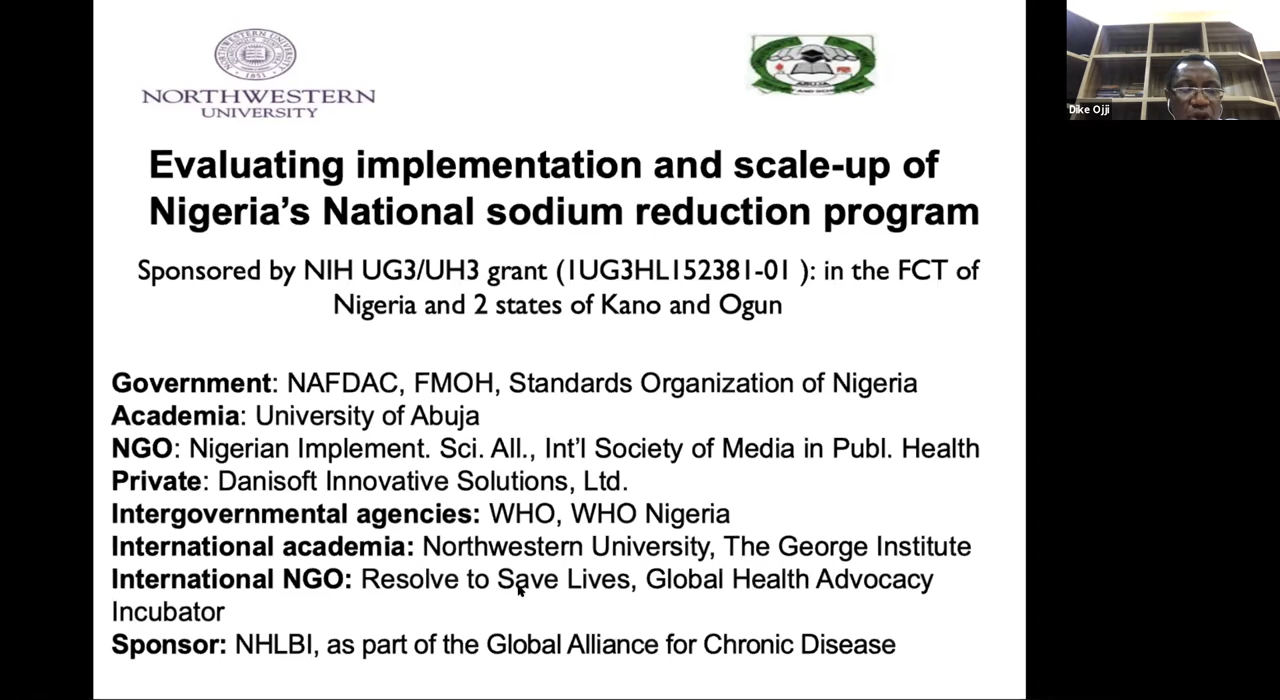 NORTHWESTERN
UNIVERSITY
1851
ABUJA
Dike Ojji
Evaluating implementation and scale-up of
Nigeria’s National sodium reduction program
Sponsored by NIH UG3/UH3 grant (1UG3HL152381-01 ): in the FCT of
Nigeria and 2 states of Kano and Ogun
Government: NAFDAC, FMOH, Standards Organization of Nigeria
Academia: University of Abuja
NGO: Nigerian Implement. Sci. All., Int’l Society of Media in Publ. Health
Private: Danisoft Innovative Solutions, Ltd.
Intergovernmental agencies: WHO, WHO Nigeria
International academia: Northwestern University, The George Institute
International NGO: Resolve to Save Lives, Global Health Advocacy
Incubator
Sponsor: NHLBI, as part of the Global Alliance for Chronic Disease